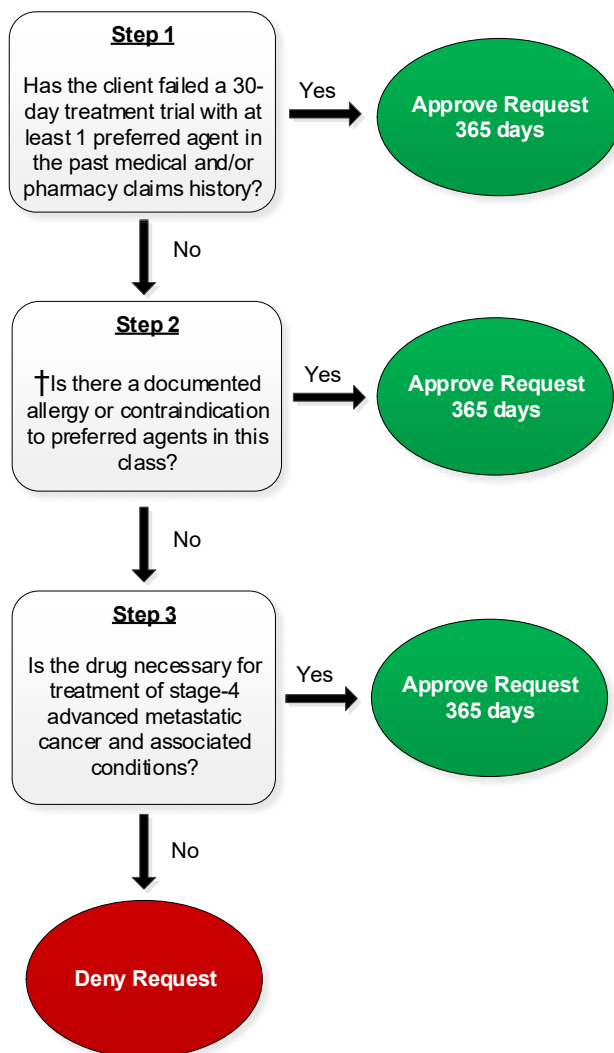 Step 1
Has the client failed a 30-
day treatment trial with at
least 1 preferred agent in
the past medical and/or
pharmacy claims history?
Yes
Approve Request
365 days
No
Step 2
†Is there a documented
allergy or contraindication
to preferred agents in this
class?
Yes
Approve Request
365 days
No
Step 3
Is the drug necessary for
treatment of stage-4
advanced metastatic
cancer and associated
conditions?
Yes
Approve Request
365 days
No
Deny Request